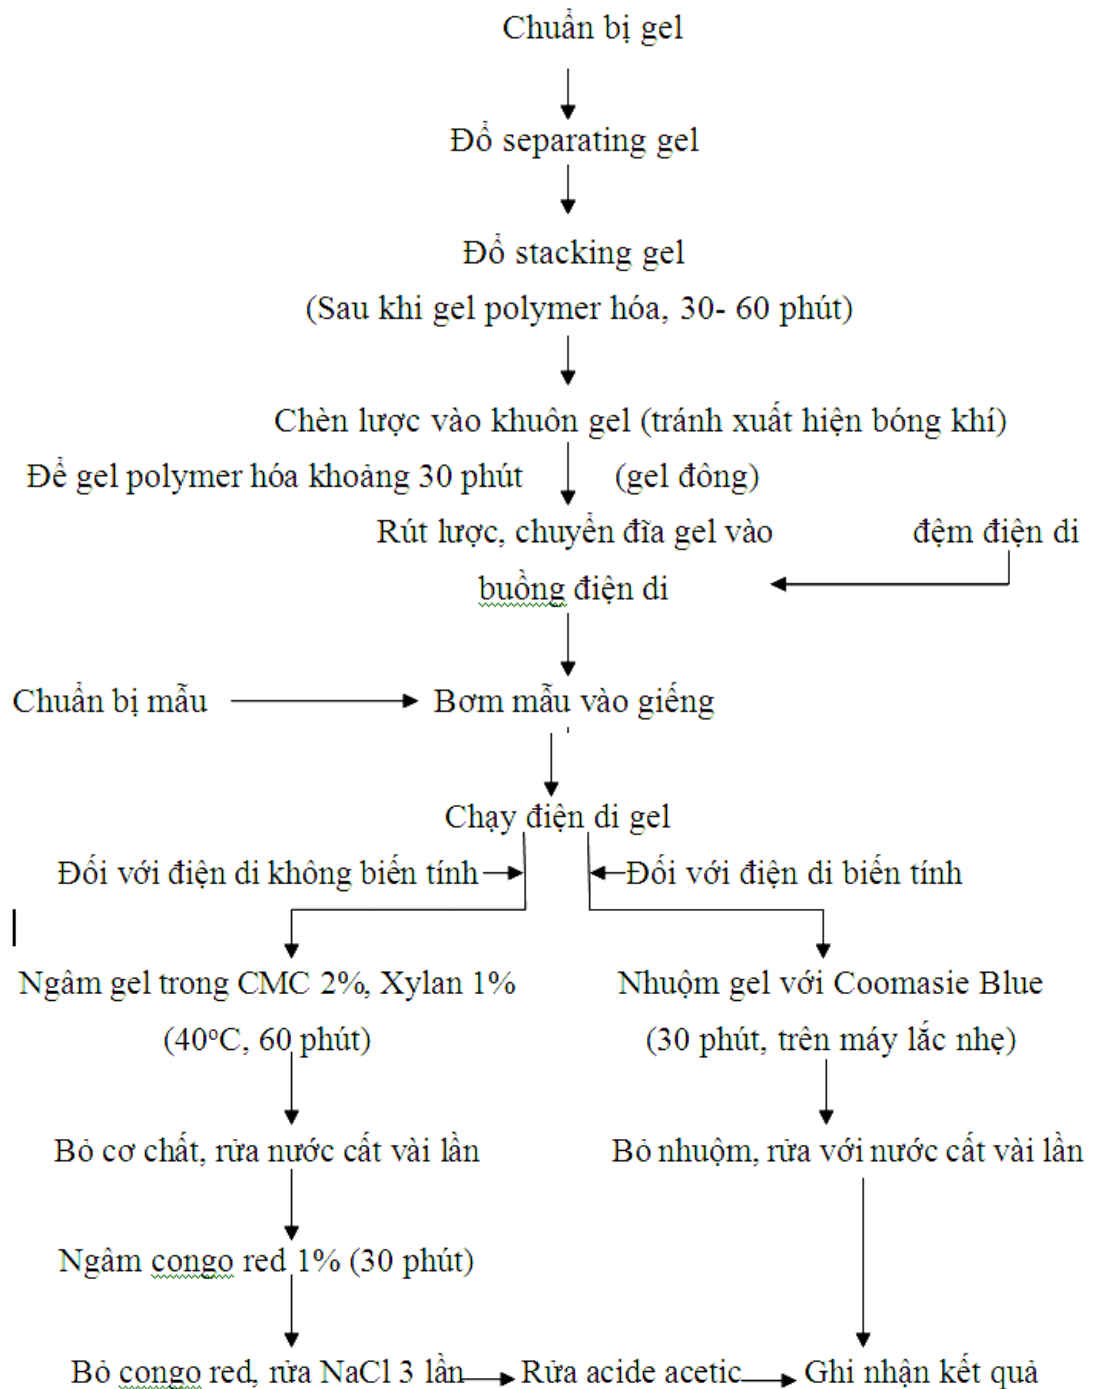 Chuẩn bị gel
Đổ separating gel
Đổ stacking gel
(Sau khi gel polymer hóa, 30- 60 phút)
Chèn lược vào khuôn gel (tránh xuất hiện bóng khí)
Để gel polymer hóa khoảng 30 phút (gel đông)
Rút lược, chuyển đĩa gel vào đệm điện di
buồng điện di
Chuẩn bị mẫu Bơm mẫu vào giếng
Chạy điện di gel
Đối với điện di không biến tính Đối với điện di biến tính
Ngâm gel trong CMC 2%, Xylan 1% Nhuộm gel với Coomasie Blue
(40°C, 60 phút) (30 phút, trên máy lắc nhẹ)
Bỏ cơ chất, rửa nước cất vài lần Bỏ nhuộm, rửa với nước cất vài lần
Ngâm congo red 1% (30 phút)
Bỏ congo red, rửa NaCl 3 lần Rửa acide acetic Ghi nhận kết quả